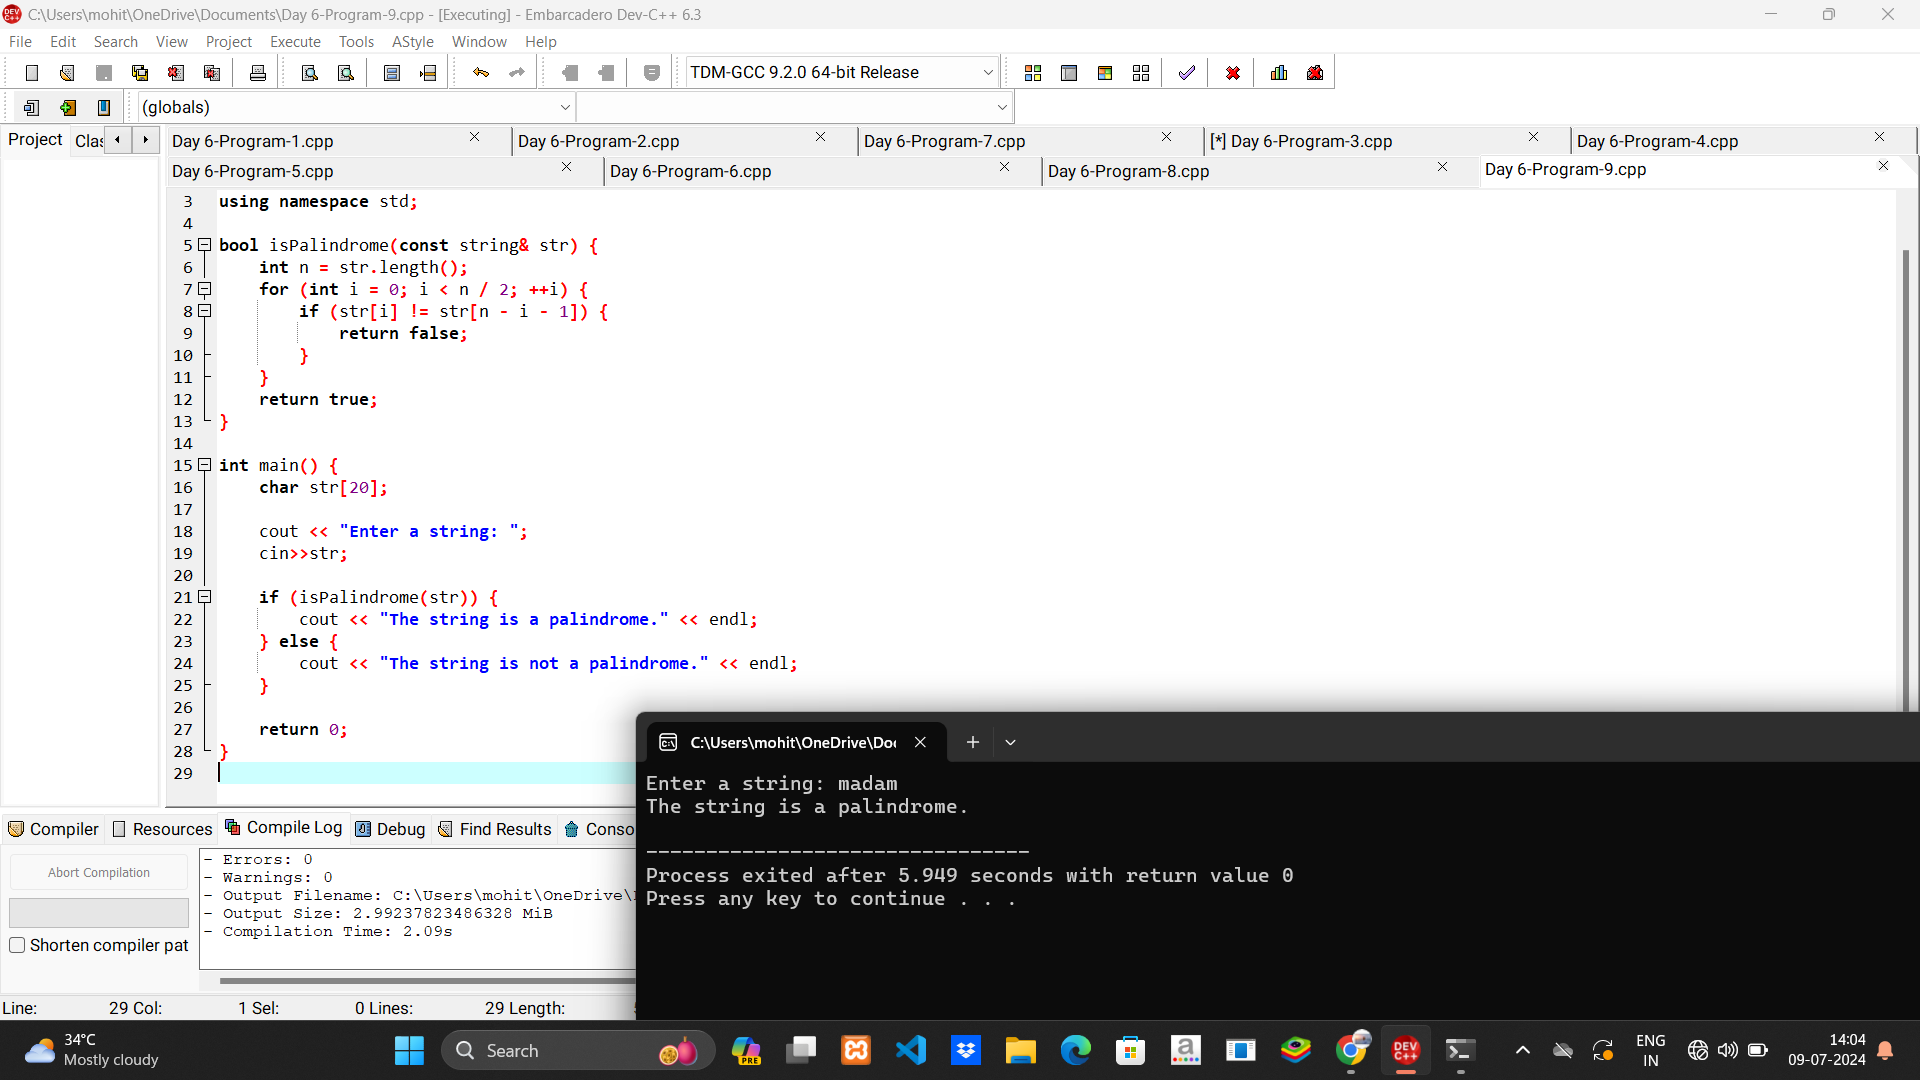 C:\Users\mohit\OneDrive\Documents\Day 6-Program-9.cpp - [Executing] - Embarcadero Dev-C++ 6.3
File Edit Search View Project Execute Tools AStyle Window Help
TDM-GCC 9.2.0 64-bit Release
(globals)
Project Clas
Day 6-Program-1.cpp Day 6-Program-2.cpp Day 6-Program-7.cpp [*] Day 6-Program-3.cpp Day 6-Program-4.cpp
Day 6-Program-5.cpp Day 6-Program-6.cpp Day 6-Program-8.cpp Day 6-Program-9.cpp
3 using namespace std;
4
5 bool isPalindrome(const string& str) {
6 int n = str.length();
7 for (int i = 0; i < n / 2; ++i) {
8 if (str[i] != str[n - i - 1]) {
9 return false;
10 }
11 }
12 return true;
13 }
14
15 int main() {
16 char str[20];
17
18 cout << "Enter a string: ";
19 cin>>str;
20
21 if (isPalindrome(str)) {
22 cout << "The string is a palindrome." << endl;
23 } else {
24 cout << "The string is not a palindrome." << endl;
25 }
26
27 return 0;
28 }
29
C:\Users\mohit\OneDrive\Do
Enter a string: madam
The string is a palindrome.
--------------------------------
Process exited after 5.949 seconds with return value 0
Press any key to continue . . .
Compiler Resources Compile Log Debug Find Results Conso
Abort Compilation
Shorten compiler pat
- Errors: 0
- Warnings: 0
- Output Filename: C:\Users\mohit\OneDrive\
- Output Size: 2.99237823486328 MiB
- Compilation Time: 2.09s
Line: 29 Col: 1 Sel: 0 Lines: 29 Length:
34°C
Mostly cloudy
Search
PRE
DEV
C++
ENG
IN
14:04
09-07-2024